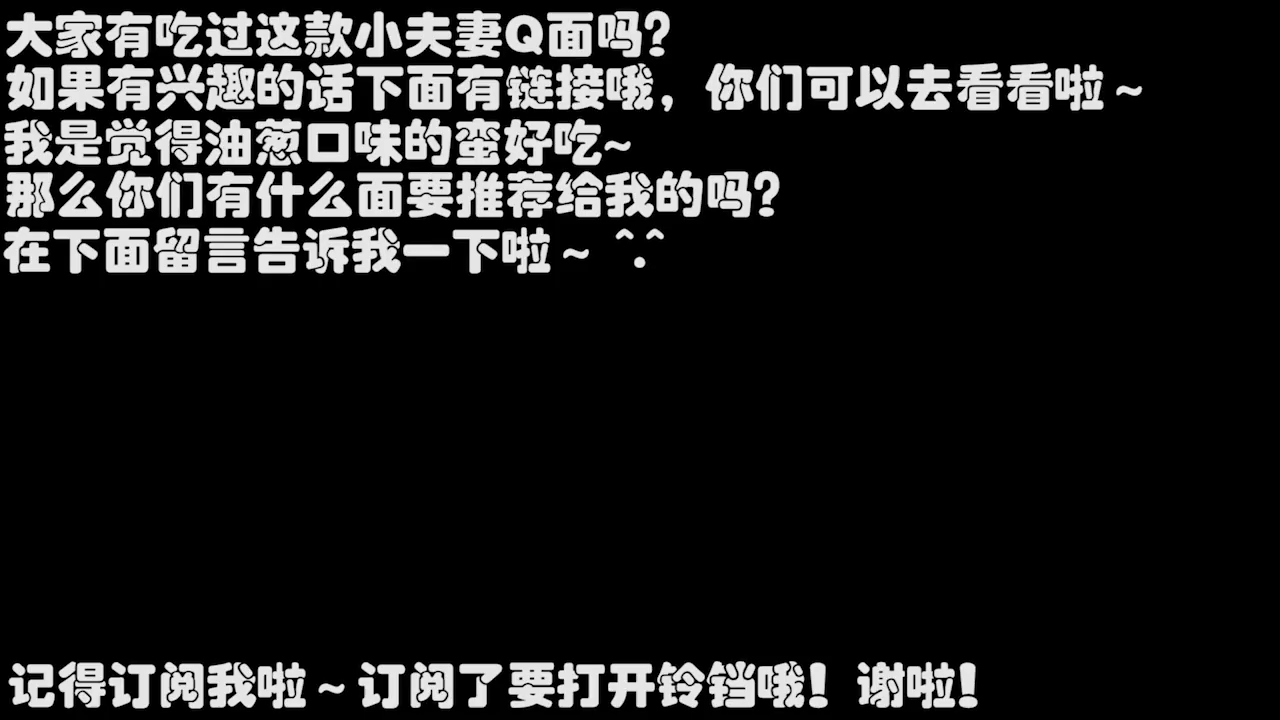 大家有吃过这款小夫妻Q面吗?
如果有兴趣的话下面有链接哦，你们可以去看看啦～
我是觉得油葱口味的蛮好吃~
那么你们有什么面要推荐给我的吗?
在下面留言告诉我一下啦～ ^.^
记得订阅我啦～订阅了要打开铃铛哦！谢啦！